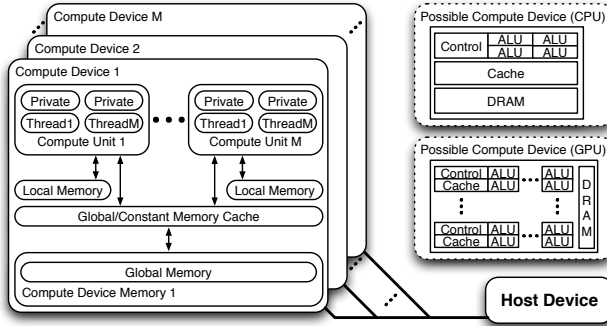 Compute Device M
Compute Device 2
Compute Device 1
Private Private Private Private
Thread1 ThreadM Thread1 ThreadM
Compute Unit 1 Compute Unit M
Local Memory Local Memory
Global/Constant Memory Cache
Global Memory
Compute Device Memory 1
Possible Compute Device (CPU)
Control ALU ALU
ALU ALU
Cache
DRAM
Possible Compute Device (GPU)
Control ALU ALU
Cache ALU ALU
Control ALU ALU
Cache ALU ALU
DRAM
Host Device